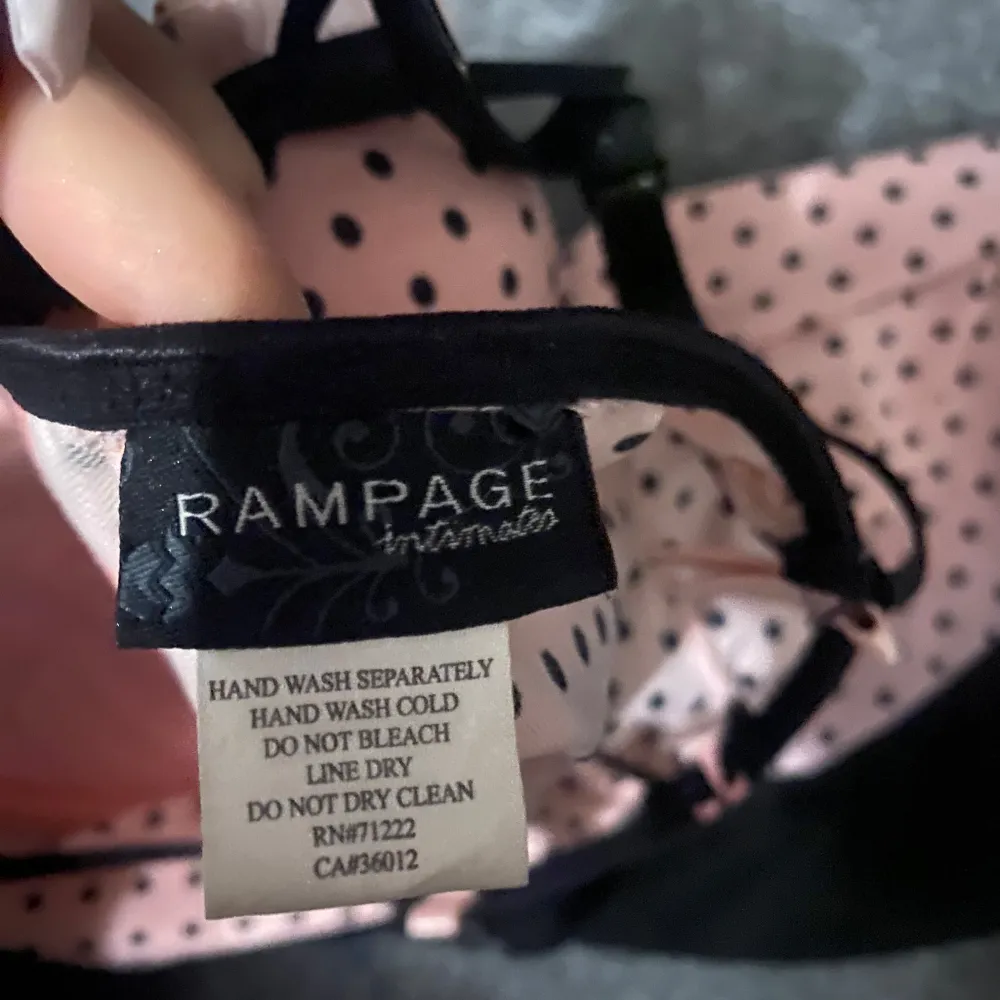 RAMPAGE
intimates
HAND WASH SEPARATELY
HAND WASH COLD
DO NOT BLEACH
LINE DRY
DO NOT DRY CLEAN
RN#71222
CA#36012